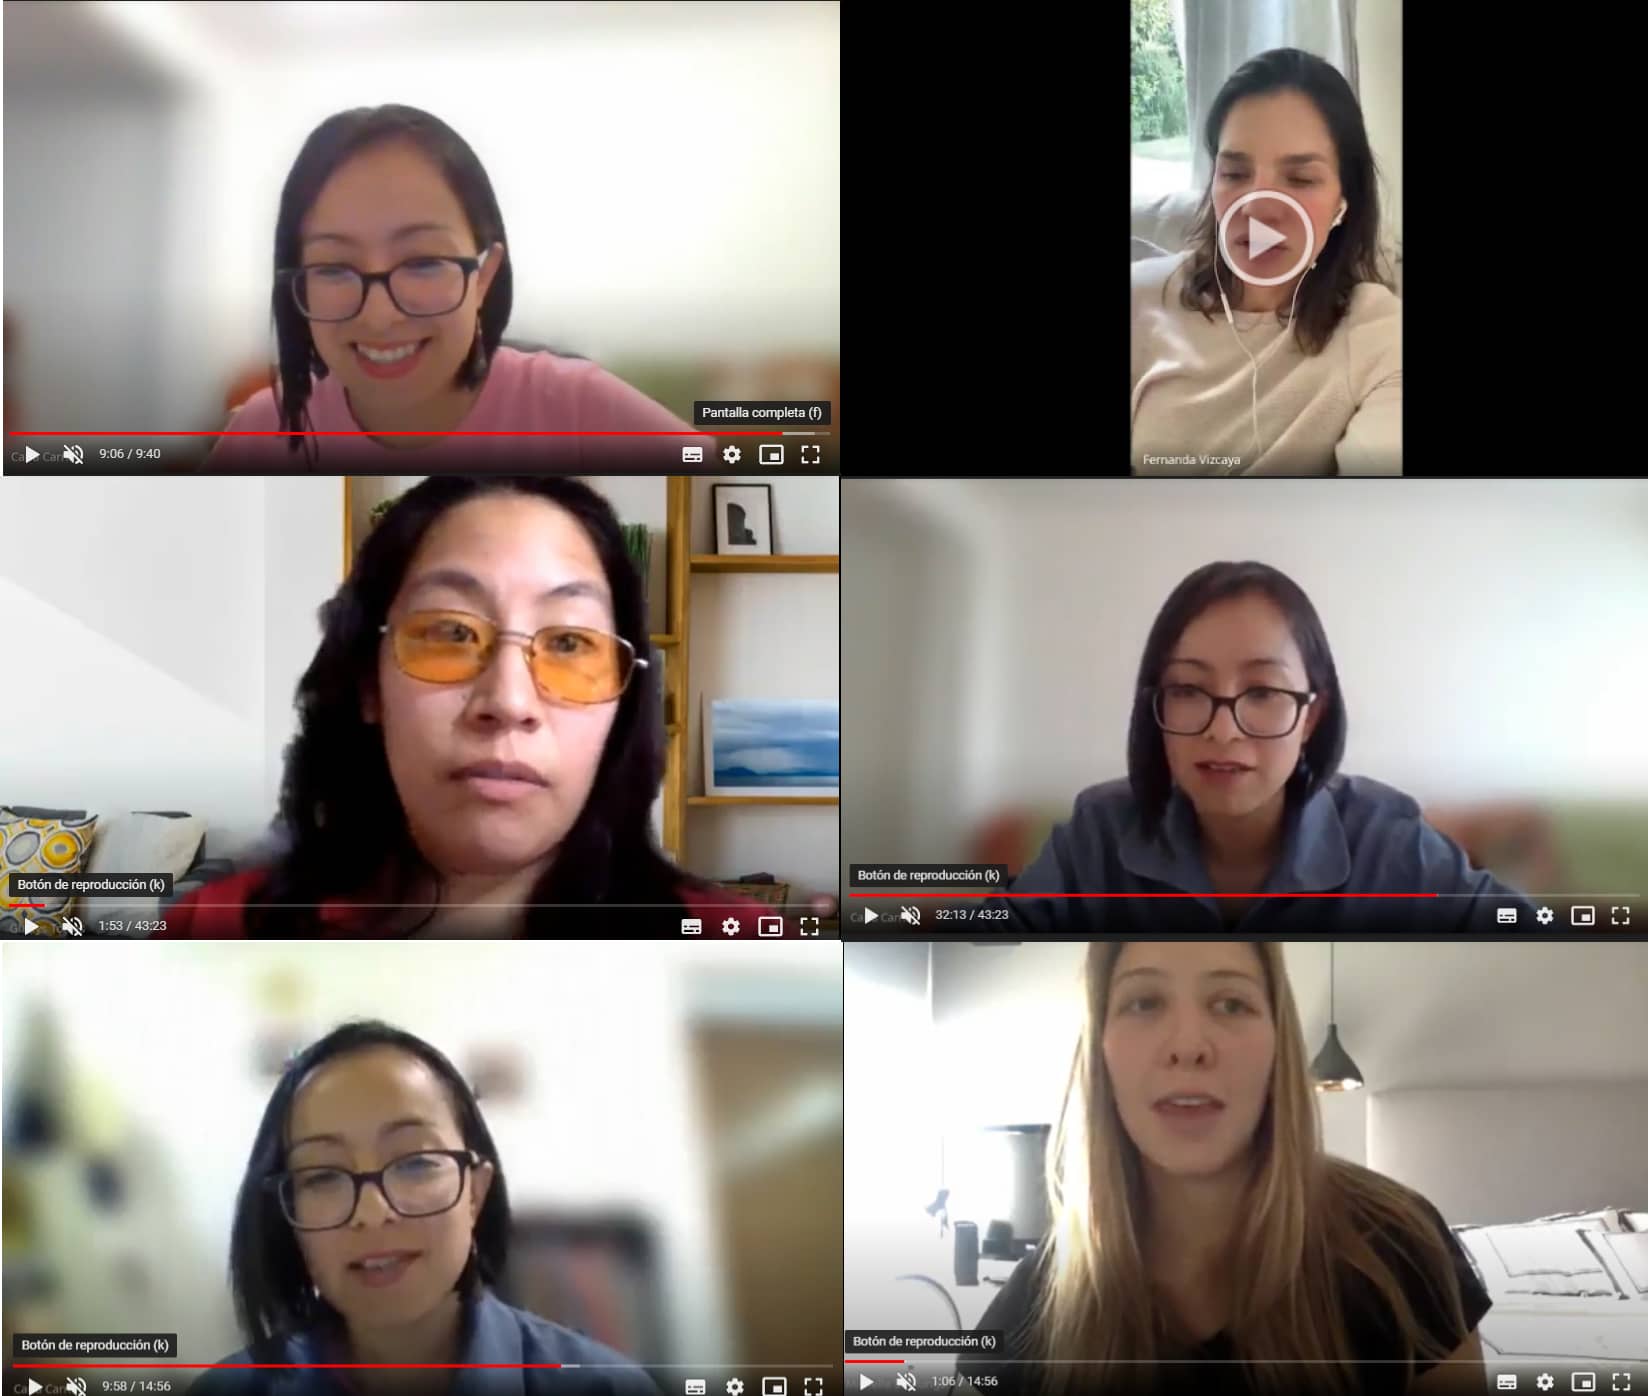 Pantalla completa (f)
9:06 / 9:40
Fernanda Vizcaya
Botón de reproducción (k)
1:53 / 43:23
Botón de reproducción (k)
32:13 / 43:23
Botón de reproducción (k)
9:58 / 14:56
Botón de reproducción (k)
1:06 / 14:56